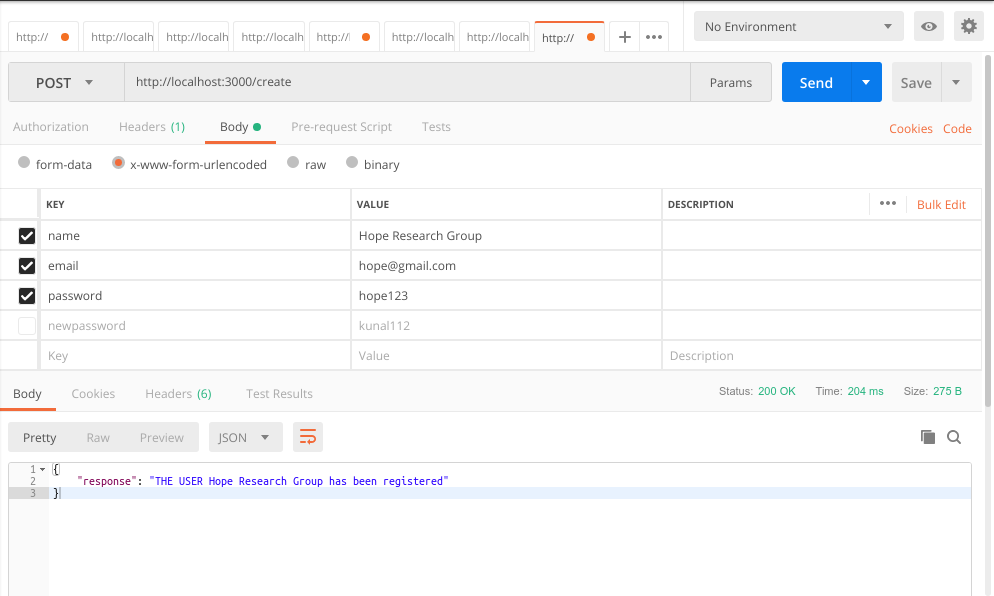 http:// http://localh http://localh http://localh http://l http://localh http://localh http:// + ••• No Environment
POST http://localhost:3000/create Params Send Save
Authorization Headers (1) Body Pre-request Script Tests Cookies Code
form-data x-www-form-urlencoded raw binary
KEY VALUE DESCRIPTION ••• Bulk Edit
name Hope Research Group
email hope@gmail.com
password hope123
newpassword kunal112
Key Value Description
Body Cookies Headers (6) Test Results Status: 200 OK Time: 204 ms Size: 275 B
Pretty Raw Preview JSON
1 {
2 "response": "THE USER Hope Research Group has been registered"
3 }